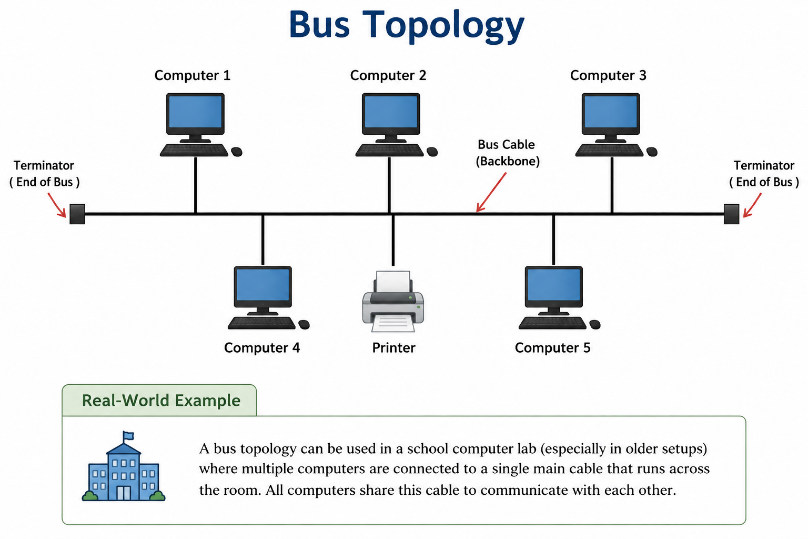 Bus Topology
Computer 1
Computer 2
Computer 3
Bus Cable
(Backbone)
Terminator
( End of Bus )
Terminator
( End of Bus )
Computer 4
Printer
Computer 5
Real-World Example
A bus topology can be used in a school computer lab (especially in older setups)
where multiple computers are connected to a single main cable that runs across
the room. All computers share this cable to communicate with each other.